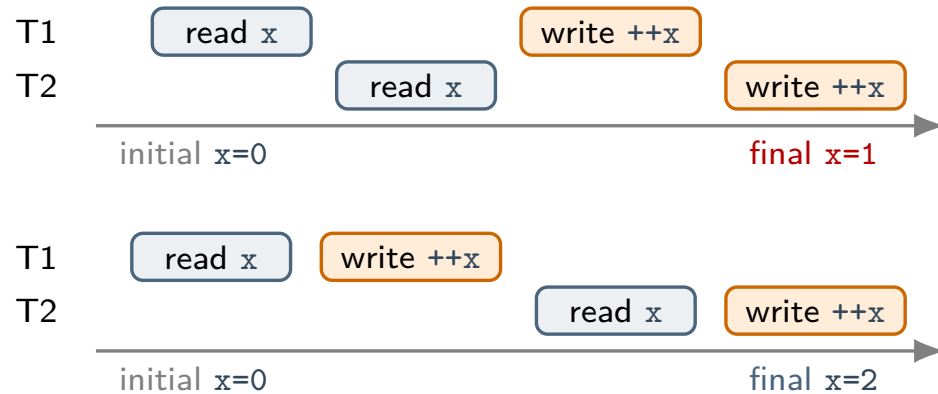 T1 read x write ++x
T2 read x write ++x
initial x=0 final x=1
T1 read x write ++x
T2 read x write ++x
initial x=0 final x=2